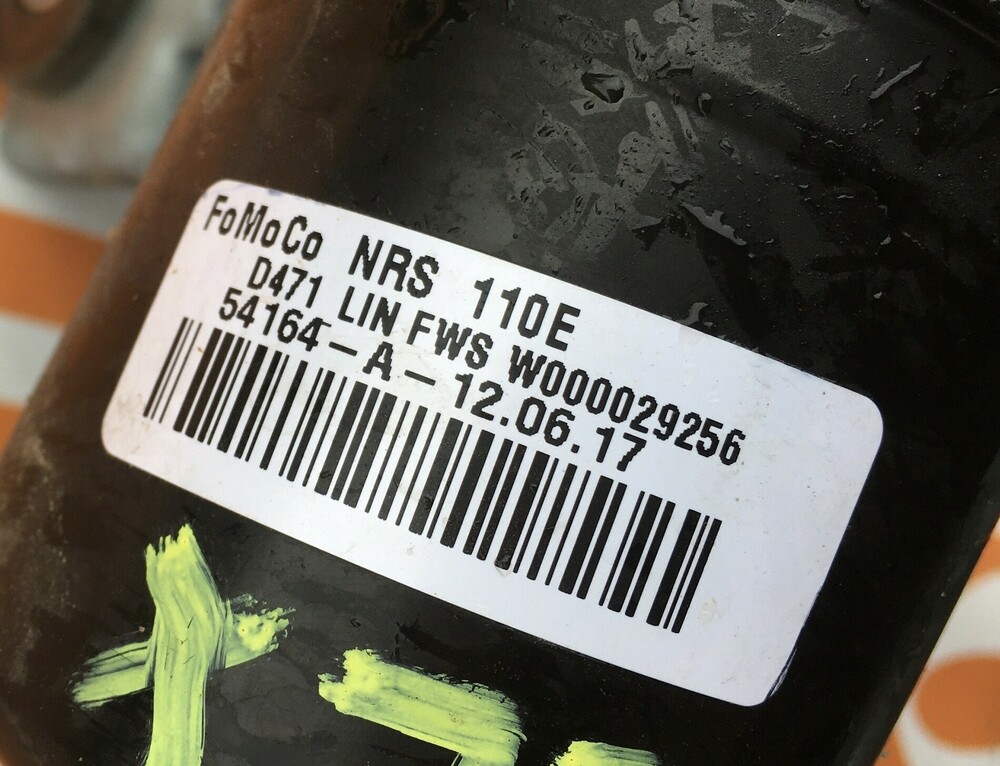 FoMoCo NRS 110E
D471 LIN FWS W000029256
54164-A-12.06.17